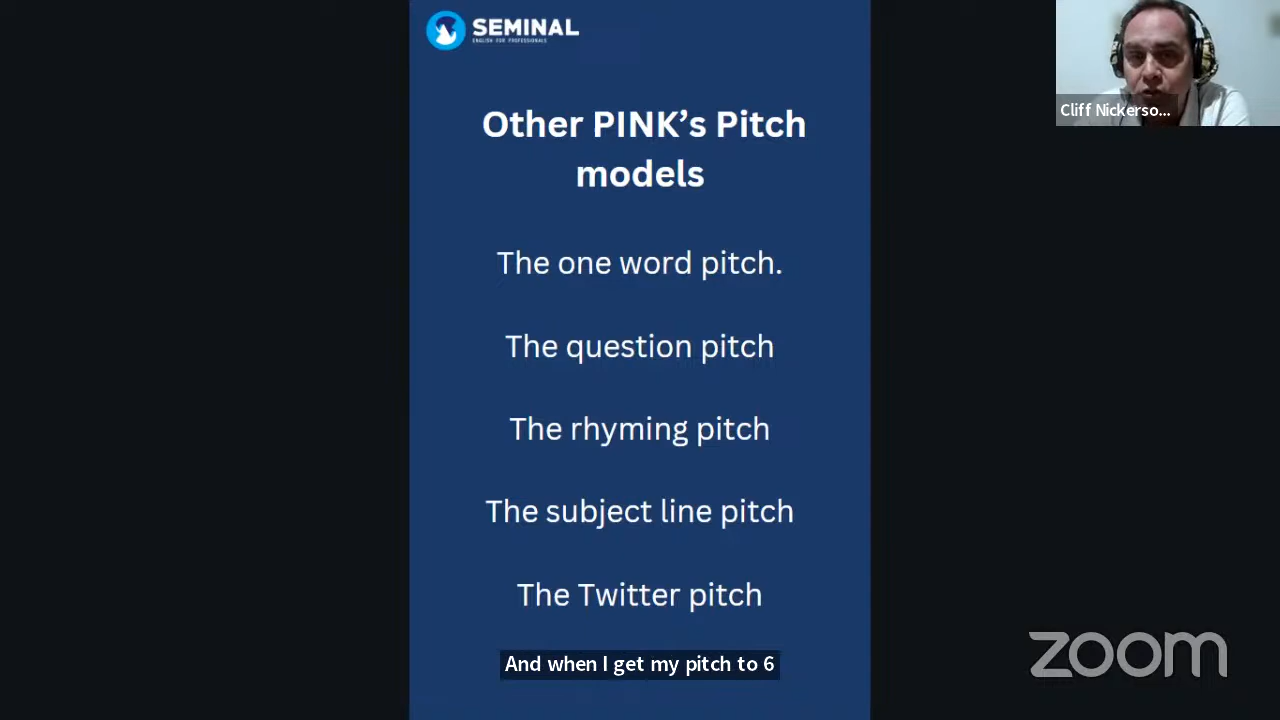 SEMINAL
ENGLISH FOR PROFESSIONALS
Cliff Nickerso...
Other PINK’s Pitch
models
The one word pitch.
The question pitch
The rhyming pitch
The subject line pitch
The Twitter pitch
And when I get my pitch to 6
zoom